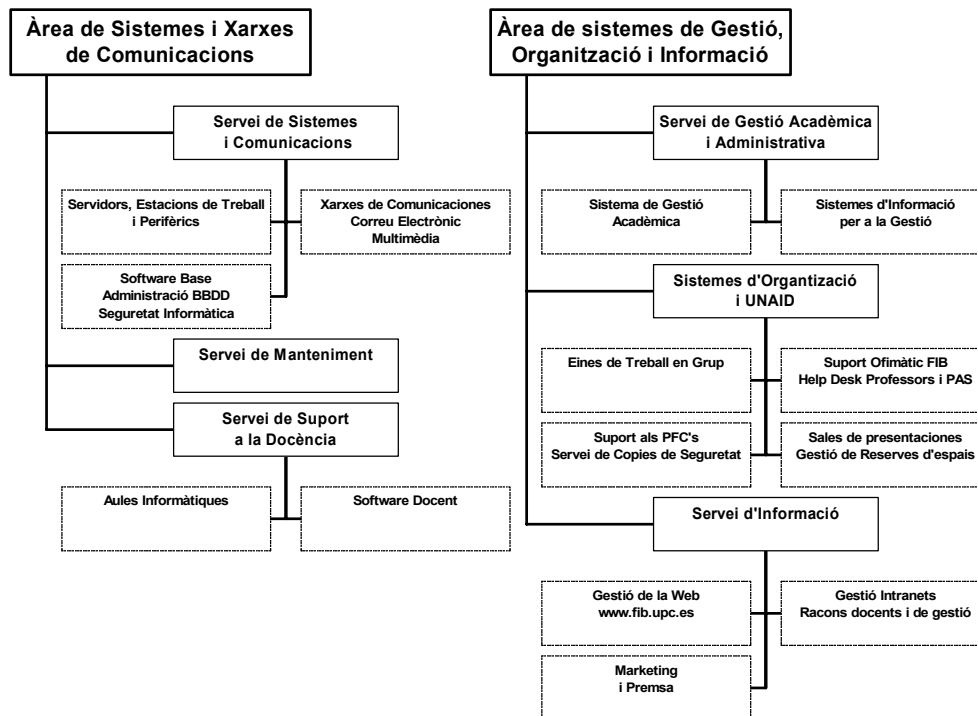 Àrea de Sistemes i Xarxes
de Comunicacions
Servei de Sistemes
i Comunicacions
Servidors, Estacions de Treball
i Perifèrics
Xarxes de Comunicaciones
Correu Electrònic
Multimèdia
Software Base
Administració BBDD
Seguretat Informàtica
Servei de Manteniment
Servei de Suport
a la Docència
Aules Informàtiques
Software Docent
Àrea de sistemes de Gestió,
Organització i Informació
Servei de Gestió Acadèmica
i Administrativa
Sistema de Gestió
Acadèmica
Sistemes d'Informació
per a la Gestió
Sistemes d'Organtizació
i UNAID
Eines de Treball en Grup
Suport Ofimàtic FIB
Help Desk Professors i PAS
Suport als PFC's
Servei de Copies de Seguretat
Sales de presentaciones
Gestió de Reserves d'espais
Servei d'Informació
Gestió de la Web
www.fib.upc.es
Gestió Intranets
Racons docents i de gestió
Marketing
i Premsa